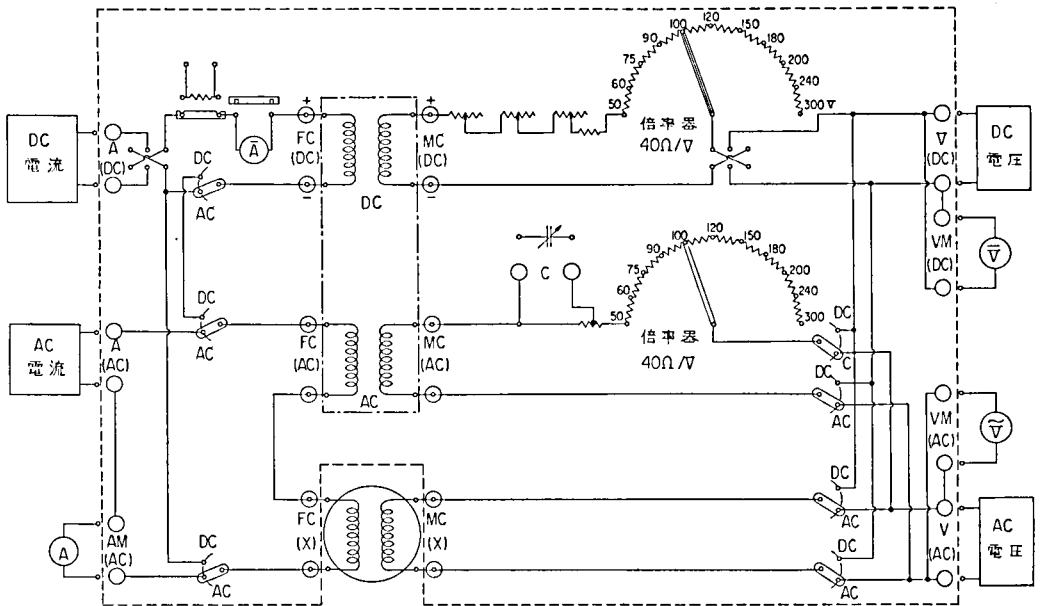 DC
電流
A
(DC)
DC
AC
A̅
+
FC
(DC)
−
DC
+
MC
(DC)
−
50
60
75
90
100
120
150
180
200
240
300 V
倍率器
40Ω/V
V̅
(DC)
DC
電圧
VM
(DC)
V̅
AC
電流
A
(AC)
DC
AC
FC
(AC)
AC
MC
(AC)
C
50
60
75
90
100
120
150
180
200
240
300
倍率器
40Ω/V
DC
C
DC
AC
VM
(AC)
Ṽ
A
AM
(AC)
DC
AC
FC
(X)
MC
(X)
DC
AC
DC
AC
V
(AC)
AC
電圧